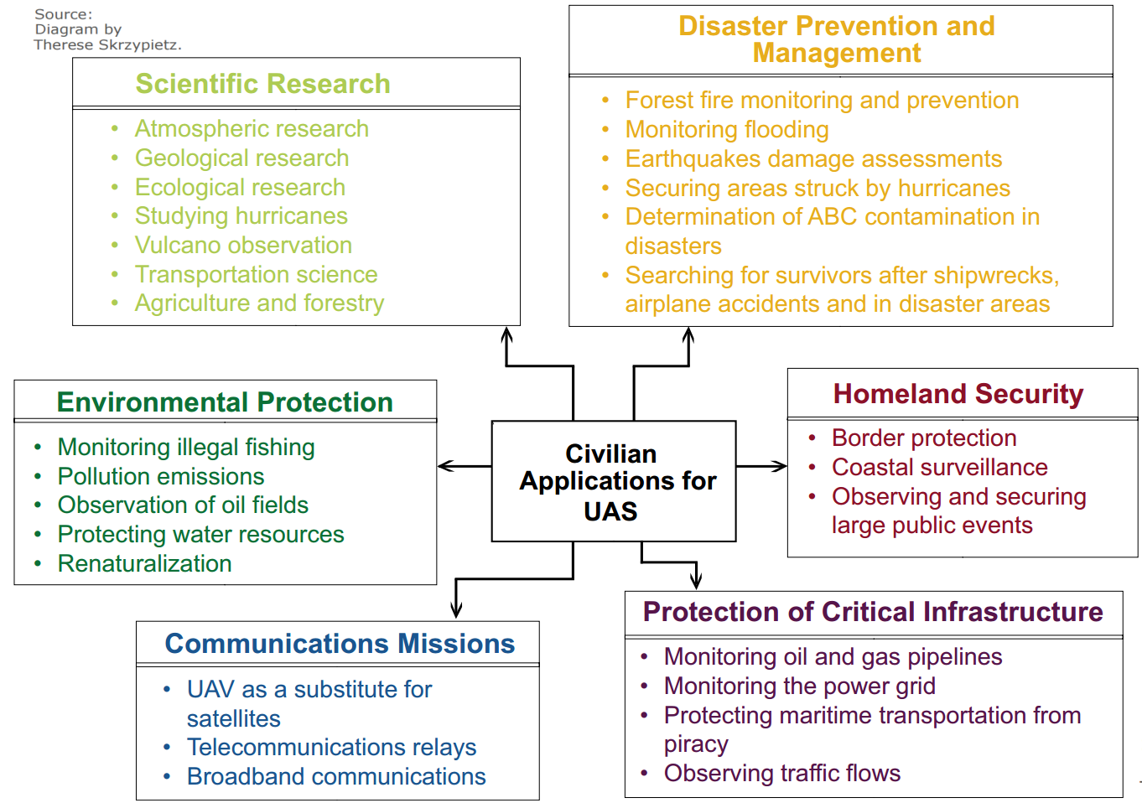 Source:
Diagram by
Therese Skrzypietz.
Scientific Research
• Atmospheric research
• Geological research
• Ecological research
• Studying hurricanes
• Vulcano observation
• Transportation science
• Agriculture and forestry
Disaster Prevention and
Management
• Forest fire monitoring and prevention
• Monitoring flooding
• Earthquakes damage assessments
• Securing areas struck by hurricanes
• Determination of ABC contamination in
disasters
• Searching for survivors after shipwrecks,
airplane accidents and in disaster areas
Environmental Protection
• Monitoring illegal fishing
• Pollution emissions
• Observation of oil fields
• Protecting water resources
• Renaturalization
Civilian
Applications for
UAS
Homeland Security
• Border protection
• Coastal surveillance
• Observing and securing
large public events
Communications Missions
• UAV as a substitute for
satellites
• Telecommunications relays
• Broadband communications
Protection of Critical Infrastructure
• Monitoring oil and gas pipelines
• Monitoring the power grid
• Protecting maritime transportation from
piracy
• Observing traffic flows